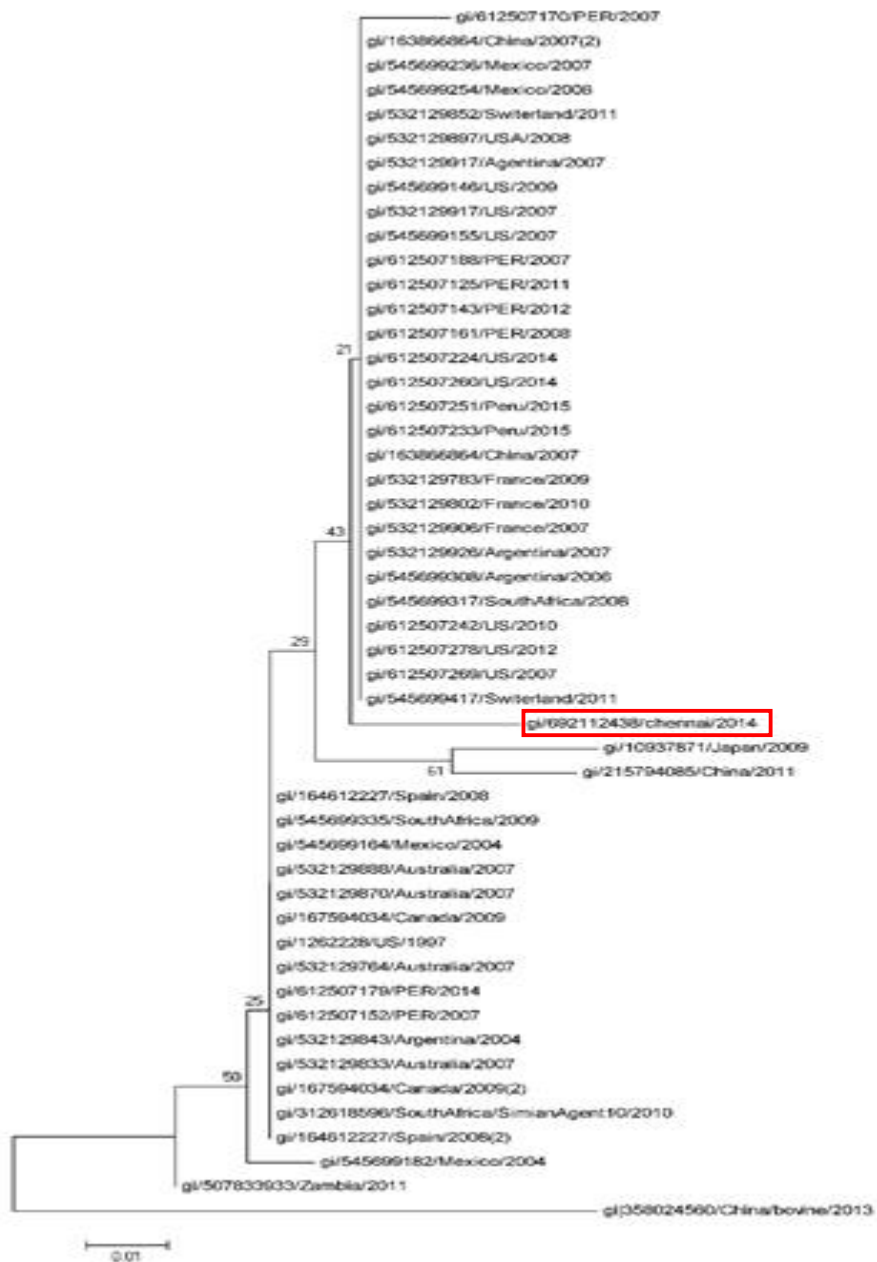 gi/612507170/PER/2007
gi/163866864/China/2007(2)
gi/545699236/Mexico/2007
gi/545699254/Mexico/2008
gi/532129852/Switerland/2011
gi/532129897/USA/2008
gi/532129917/Agentina/2007
gi/545699146/US/2009
gi/532129917/US/2007
gi/545699155/US/2007
gi/612507188/PER/2007
gi/612507125/PER/2011
gi/612507143/PER/2012
gi/612507161/PER/2008
21
gi/612507224/US/2014
gi/612507260/US/2014
gi/612507251/Peru/2015
gi/612507233/Peru/2015
gi/163866864/China/2007
gi/532129783/France/2009
gi/532129802/France/2010
gi/532129906/France/2007
43
gi/532129926/Argentina/2007
gi/545699308/Argentina/2006
gi/545699317/SouthAfrica/2008
gi/612507242/US/2010
gi/612507278/US/2012
29
gi/612507269/US/2007
gi/545699417/Switerland/2011
gi/692112438/chennai/2014
gi/10937871/Japan/2009
61
gi/215794085/China/2011
gi/164612227/Spain/2008
gi/545699335/SouthAfrica/2009
gi/545699164/Mexico/2004
gi/532129888/Australia/2007
gi/532129870/Australia/2007
gi/167594034/Canada/2009
gi/1262228/US/1997
gi/532129764/Australia/2007
gi/612507179/PER/2014
25
gi/612507152/PER/2007
gi/532129843/Argentina/2004
gi/532129833/Australia/2007
59
gi/167594034/Canada/2009(2)
gi/312618596/SouthAfrica/SimianAgent10/2010
gi/164612227/Spain/2008(2)
gi/545699182/Mexico/2004
gi/507833933/Zambia/2011
gi|358024560/China/bovine/2013
0.01